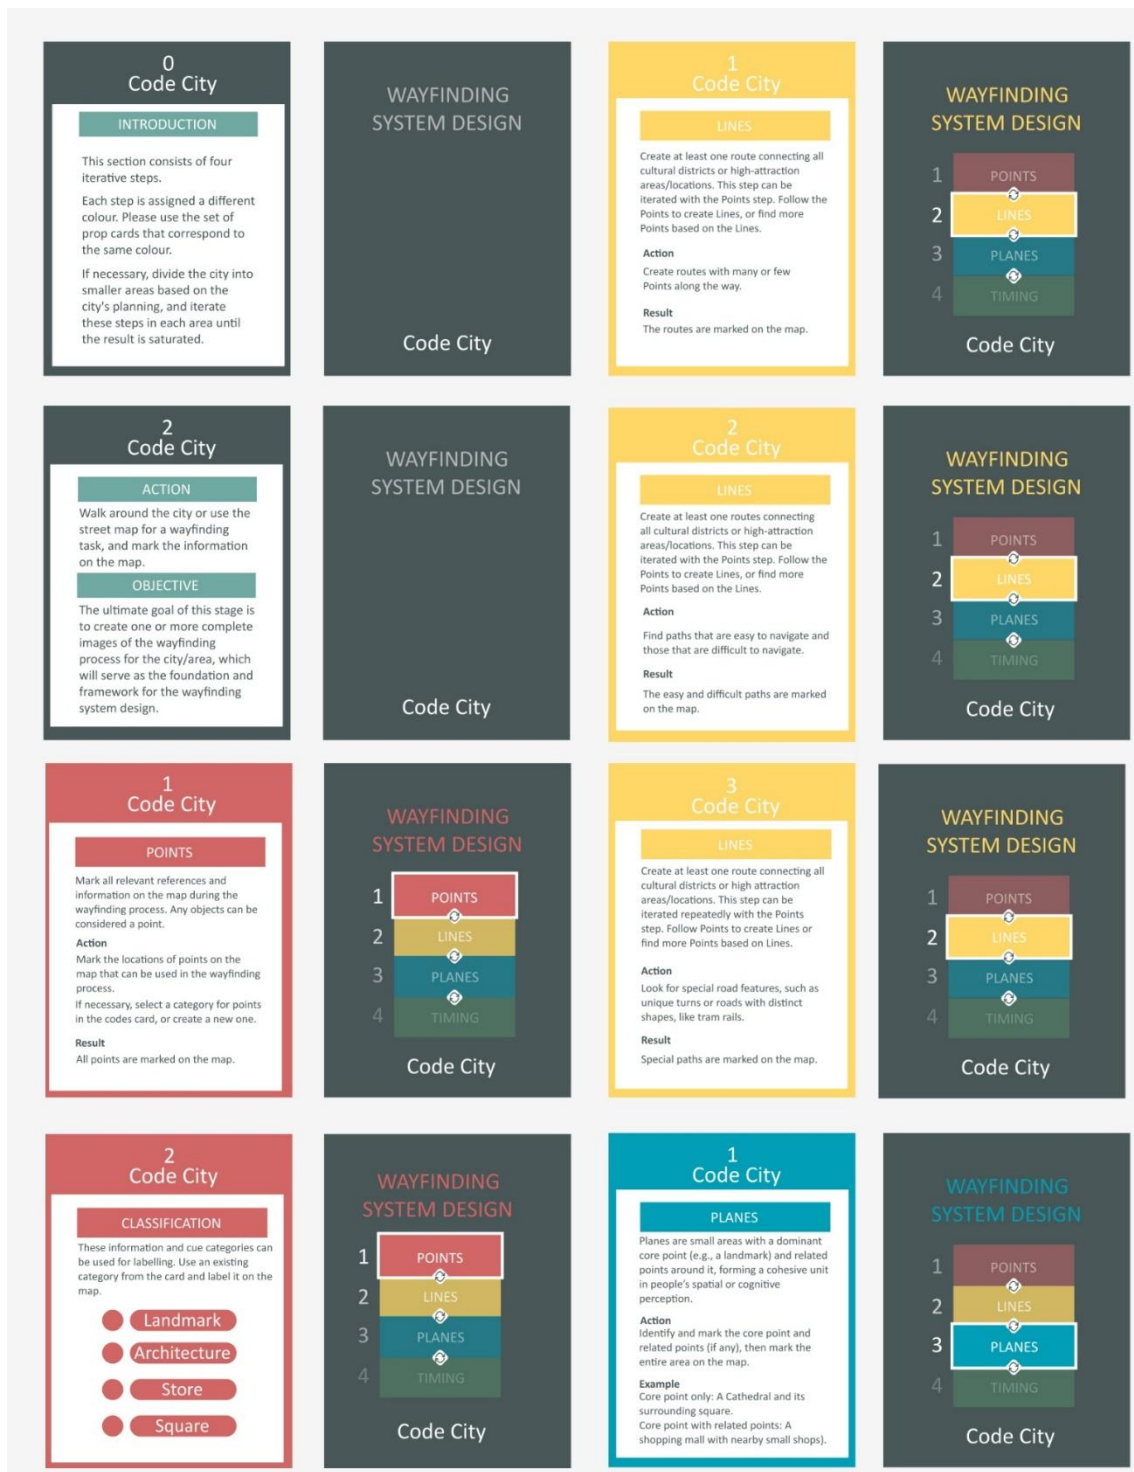 0
Code City
INTRODUCTION
This section consists of four
iterative steps.
Each step is assigned a different
colour. Please use the set of
prop cards that correspond to
the same colour.
If necessary, divide the city into
smaller areas based on the
city's planning, and iterate
these steps in each area until
the result is saturated.
WAYFINDING
SYSTEM DESIGN
Code City
1
Code City
LINES
Create at least one route connecting all
cultural districts or high-attraction
areas/locations. This step can be
iterated with the Points step. Follow the
Points to create Lines, or find more
Points based on the Lines.
Action
Create routes with many or few
Points along the way.
Result
The routes are marked on the map.
WAYFINDING
SYSTEM DESIGN
1 POINTS
2 LINES
3 PLANES
4 TIMING
Code City
2
Code City
ACTION
Walk around the city or use the
street map for a wayfinding
task, and mark the information
on the map.
OBJECTIVE
The ultimate goal of this stage is
to create one or more complete
images of the wayfinding
process for the city/area, which
will serve as the foundation and
framework for the wayfinding
system design.
WAYFINDING
SYSTEM DESIGN
Code City
2
Code City
LINES
Create at least one routes connecting
all cultural districts or high-attraction
areas/locations. This step can be
iterated with the Points step. Follow the
Points to create Lines, or find more
Points based on the Lines.
Action
Find paths that are easy to navigate and
those that are difficult to navigate.
Result
The easy and difficult paths are marked
on the map.
WAYFINDING
SYSTEM DESIGN
1 POINTS
2 LINES
3 PLANES
4 TIMING
Code City
1
Code City
POINTS
Mark all relevant references and
information on the map during the
wayfinding process. Any objects can be
considered a point.
Action
Mark the locations of points on the
map that can be used in the wayfinding
process.
If necessary, select a category for points
in the codes card, or create a new one.
Result
All points are marked on the map.
WAYFINDING
SYSTEM DESIGN
1 POINTS
2 LINES
3 PLANES
4 TIMING
Code City
3
Code City
LINES
Create at least one route connecting all
cultural districts or high attraction
areas/locations. This step can be
iterated repeatedly with the Points
step. Follow Points to create Lines or
find more Points based on Lines.
Action
Look for special road features, such as
unique turns or roads with distinct
shapes, like tram rails.
Result
Special paths are marked on the map.
WAYFINDING
SYSTEM DESIGN
1 POINTS
2 LINES
3 PLANES
4 TIMING
Code City
2
Code City
CLASSIFICATION
These information and cue categories can
be used for labelling. Use an existing
category from the card and label it on the
map.
Landmark
Architecture
Store
Square
WAYFINDING
SYSTEM DESIGN
1 POINTS
2 LINES
3 PLANES
4 TIMING
Code City
1
Code City
PLANES
Planes are small areas with a dominant
core point (e.g., a landmark) and related
points around it, forming a cohesive unit
in people's spatial or cognitive
perception.
Action
Identify and mark the core point and
related points (if any), then mark the
entire area on the map.
Example
Core point only: A Cathedral and its
surrounding square.
Core point with related points: A
shopping mall with nearby small shops).
WAYFINDING
SYSTEM DESIGN
1 POINTS
2 LINES
3 PLANES
4 TIMING
Code City